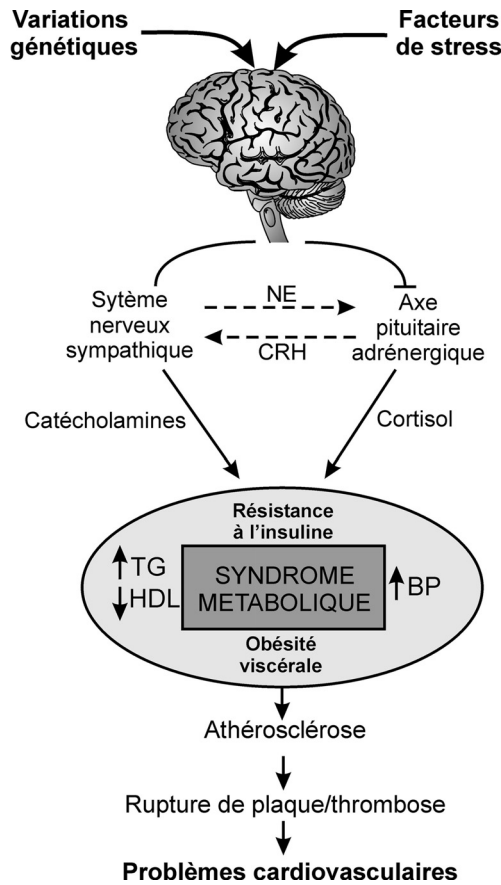 Variations
génétiques
Facteurs
de stress
Sytème
nerveux
sympathique
NE
CRH
Axe
pituitaire
adrénergique
Catécholamines
Cortisol
Résistance
à l'insuline
TG
HDL
SYNDROME
METABOLIQUE
BP
Obésité
viscérale
Athérosclérose
Rupture de plaque/thrombose
Problèmes cardiovasculaires